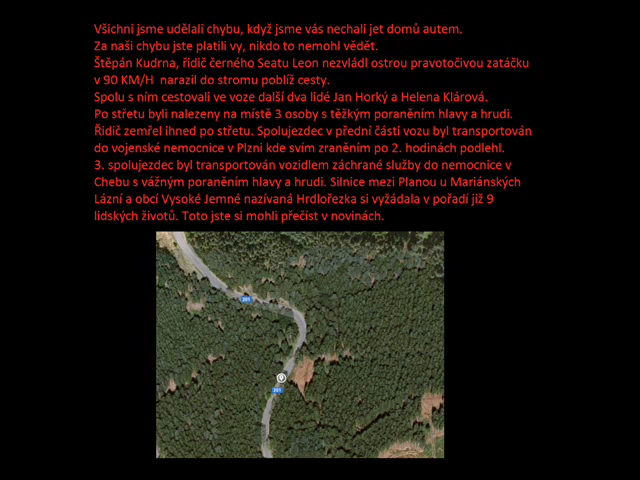 Všichni jsme udělali chybu, když jsme vás nechali jet domů autem.
Za naši chybu jste platili vy, nikdo to nemohl vědět.
Štěpán Kudrna, řidič černého Seatu Leon nezvládl ostrou pravotočivou zatáčku
v 90 KM/H narazil do stromu poblíž cesty.
Spolu s ním cestovali ve voze další dva lidé Jan Horký a Helena Klárová.
Po střetu byli nalezeny na místě 3 osoby s těžkým poraněním hlavy a hrudi.
Řidič zemřel ihned po střetu. Spolujezdec v přední části vozu byl transportován
do vojenské nemocnice v Plzni kde svím zraněním po 2. hodinách podlehl.
3. spolujezdec byl transportován vozidlem záchrané služby do nemocnice v
Chebu s vážným poraněním hlavy a hrudi. Silnice mezi Planou u Mariánských
Lázní a obcí Vysoké Jemné nazívaná Hrdlořezka si vyžádala v pořadí již 9
lidských životů. Toto jste si mohli přečíst v novinách.
201
201